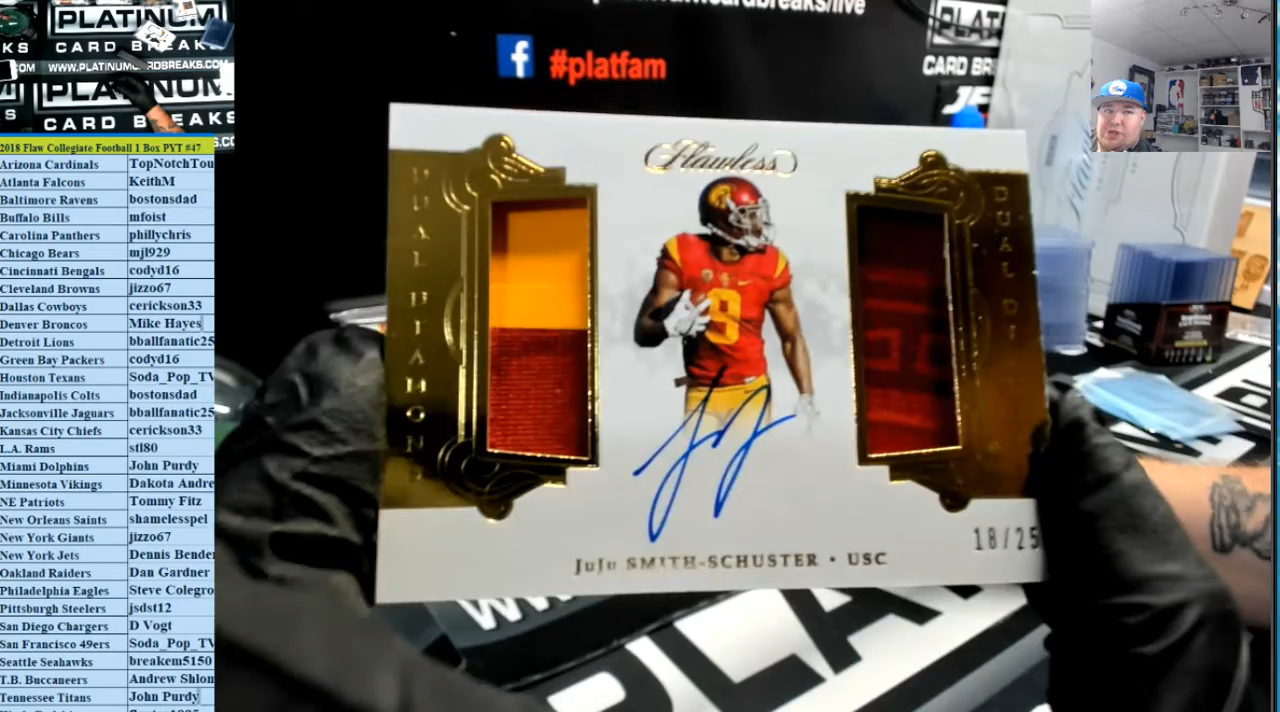 PLATINUM
CARD BREAKS
WWW.PLATINUMCARDBREAKS.COM
CARD B
2018 Flaw Collegiate Football 1 Box PYT #47
Arizona Cardinals TopNotchTou
Atlanta Falcons KeithM
Baltimore Ravens bostonsdad
Buffalo Bills mfoist
Carolina Panthers phillychris
Chicago Bears mjl929
Cincinnati Bengals codyd16
Cleveland Browns jizzo67
Dallas Cowboys cerickson33
Denver Broncos Mike Hayes
Detroit Lions bballfanatic25
Green Bay Packers codyd16
Houston Texans Soda_Pop_TV
Indianapolis Colts bostonsdad
Jacksonville Jaguars bballfanatic25
Kansas City Chiefs cerickson33
L.A. Rams stl80
Miami Dolphins John Purdy
Minnesota Vikings Dakota Andre
NE Patriots Tommy Fitz
New Orleans Saints shamelesspel
New York Giants jizzo67
New York Jets Dennis Bender
Oakland Raiders Dan Gardner
Philadelphia Eagles Steve Colegro
Pittsburgh Steelers jsdst12
San Diego Chargers D Vogt
San Francisco 49ers Soda_Pop_TV
Seattle Seahawks breakem5150
T.B. Buccaneers Andrew Shlom
Tennessee Titans John Purdy
f #platfam
PLAT
CARD BR
Flawless
DUAL DIAMOND
DUAL DI
9
JuJu SMITH-SCHUSTER • USC
18/25